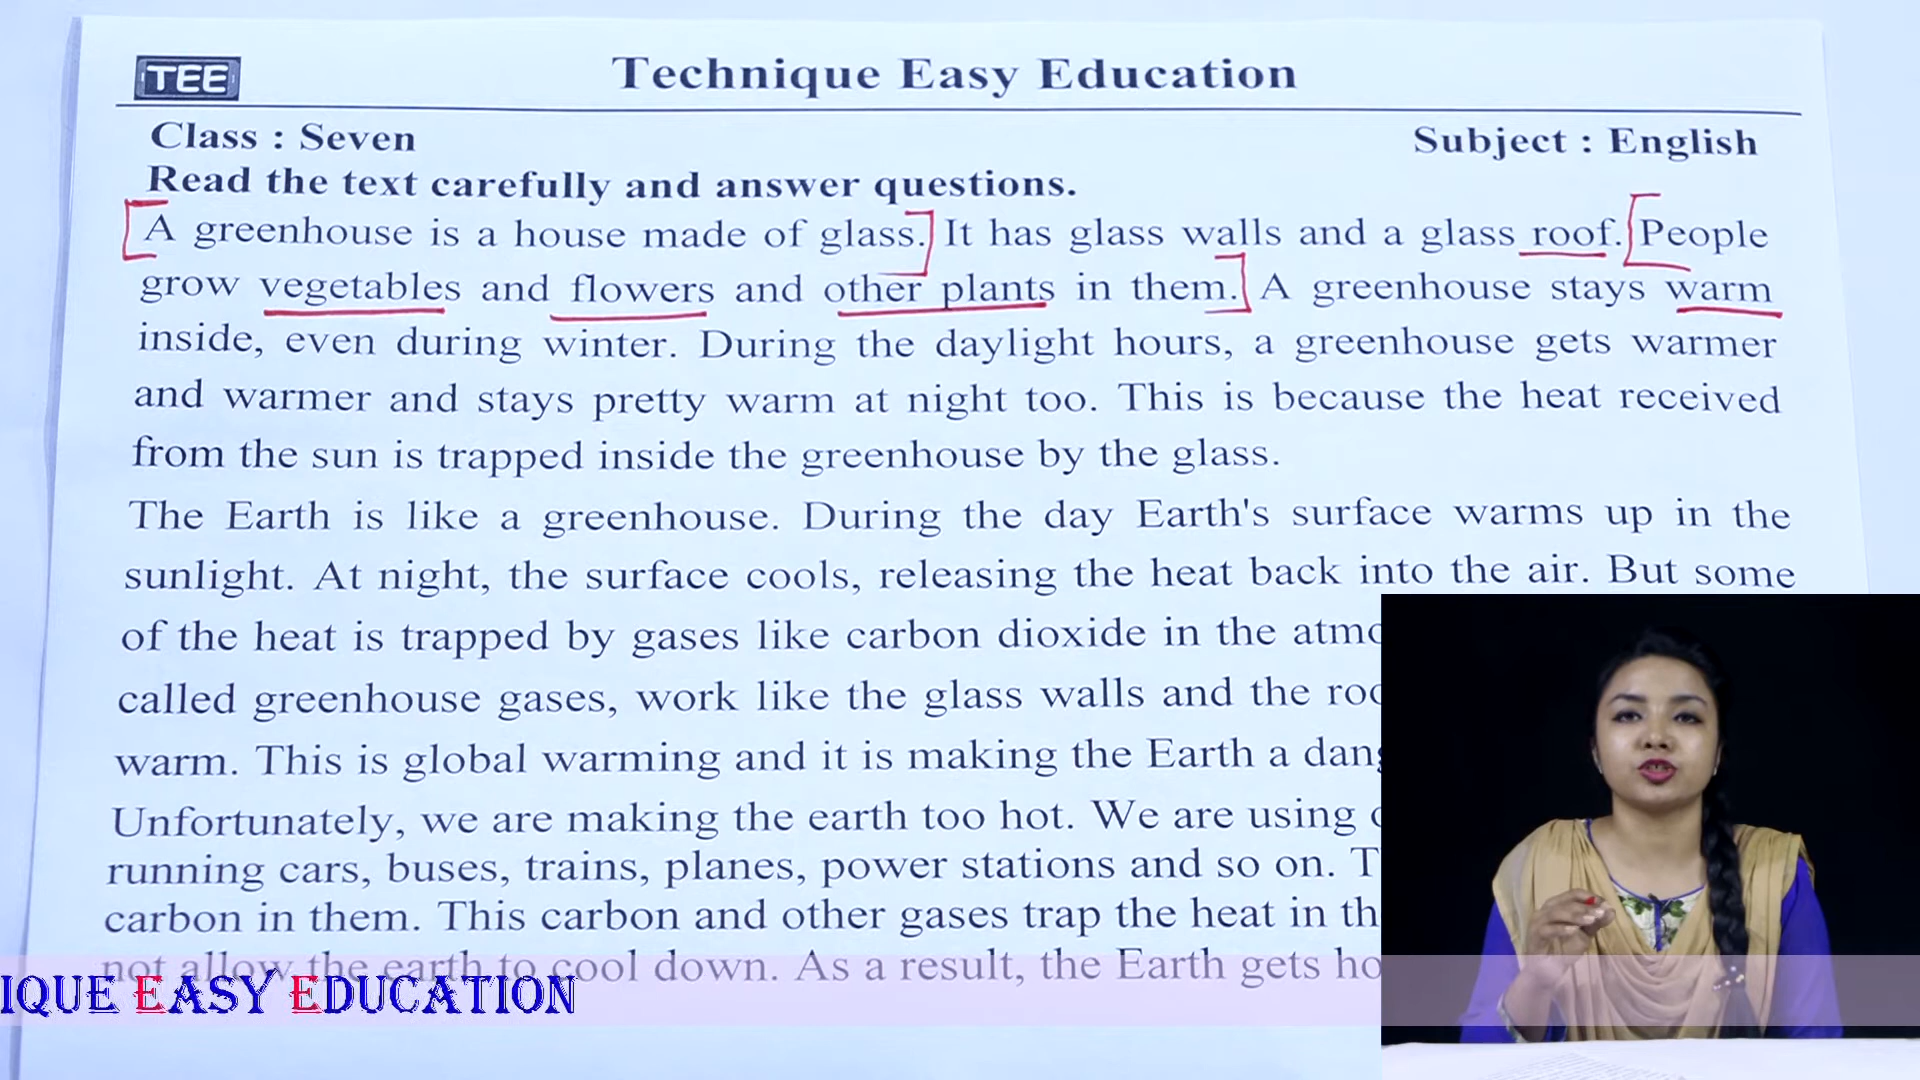 TEE
Technique Easy Education
Class : Seven
Subject : English
Read the text carefully and answer questions.
A greenhouse is a house made of glass. It has glass walls and a glass roof. People
grow vegetables and flowers and other plants in them. A greenhouse stays warm
inside, even during winter. During the daylight hours, a greenhouse gets warmer
and warmer and stays pretty warm at night too. This is because the heat received
from the sun is trapped inside the greenhouse by the glass.
The Earth is like a greenhouse. During the day Earth's surface warms up in the
sunlight. At night, the surface cools, releasing the heat back into the air. But some
of the heat is trapped by gases like carbon dioxide in the
called greenhouse gases, work like the glass walls and the
warm. This is global warming and it is making the Earth a
Unfortunately, we are making the earth too hot. We are using
running cars, buses, trains, planes, power stations and so on.
carbon in them. This carbon and other gases trap the heat in
not allow the earth to cool down. As a result, the Earth gets
IQUE EASY EDUCATION